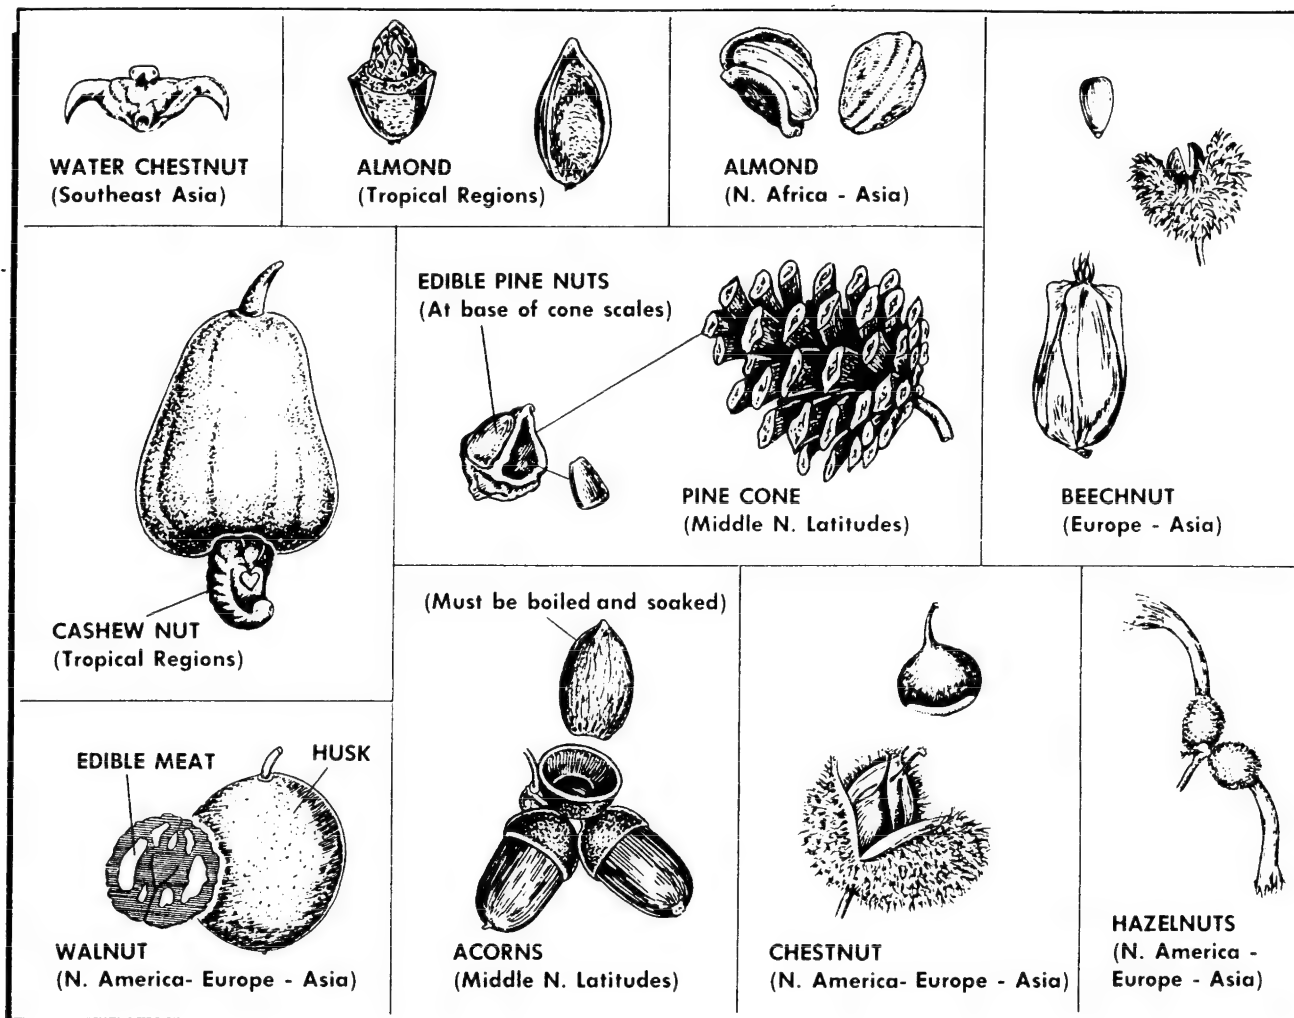 WATER CHESTNUT
(Southeast Asia)
ALMOND
(Tropical Regions)
ALMOND
(N. Africa - Asia)
EDIBLE PINE NUTS
(At base of cone scales)
PINE CONE
(Middle N. Latitudes)
BEECHNUT
(Europe - Asia)
CASHEW NUT
(Tropical Regions)
(Must be boiled and soaked)
EDIBLE MEAT
HUSK
WALNUT
(N. America- Europe - Asia)
ACORNS
(Middle N. Latitudes)
CHESTNUT
(N. America- Europe - Asia)
HAZELNUTS
(N. America -
Europe - Asia)